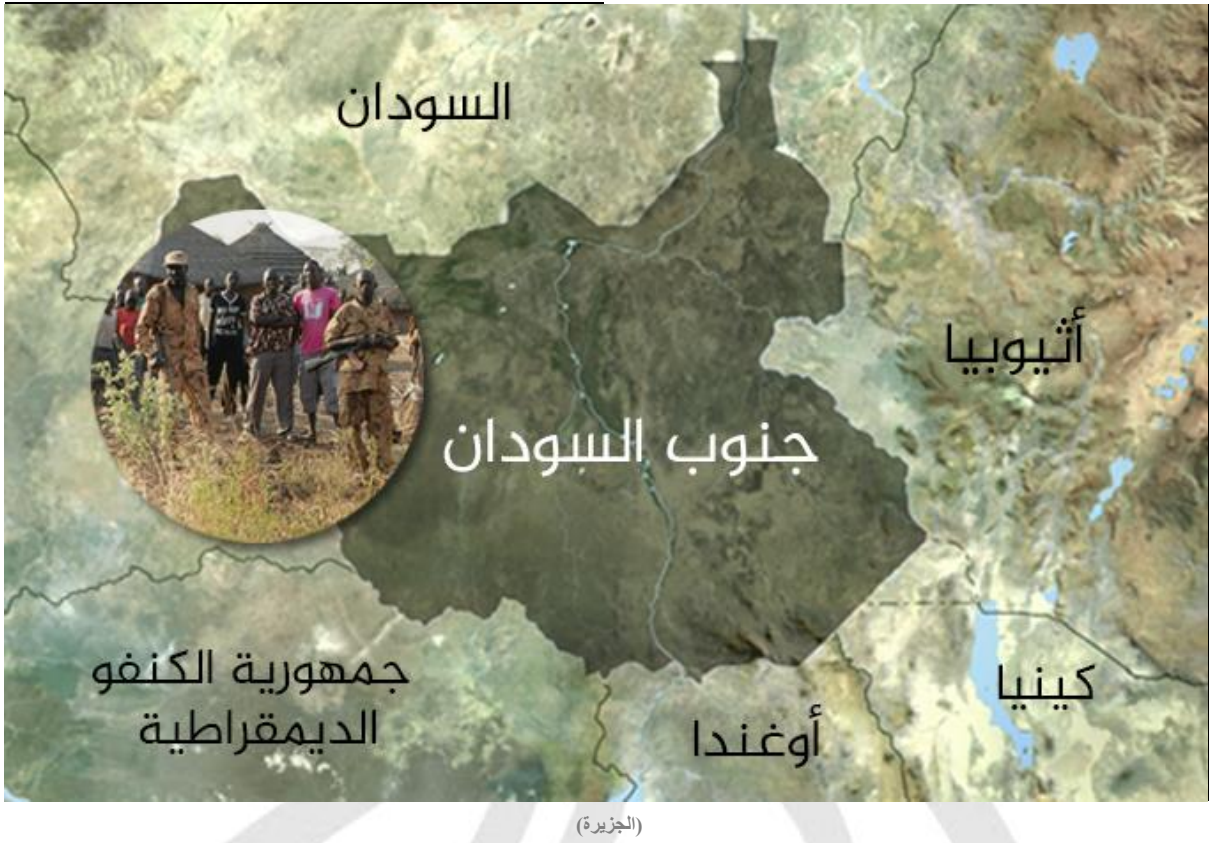 السودان
أثيوبيا
جنوب السودان
جمهورية الكنغو
الديمقراطية
أوغندا
كينيا
(الجزيرة)